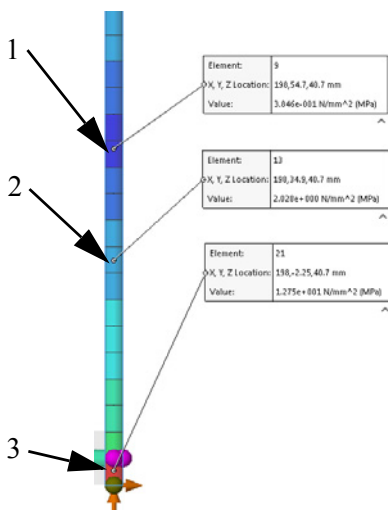 1
Element: 9
X, Y, Z Location: 198,54.7,40.7 mm
Value: 3.046e-001 N/mm^2 (MPa)
2
Element: 13
X, Y, Z Location: 198,34.9,40.7 mm
Value: 2.020e+000 N/mm^2 (MPa)
Element: 21
X, Y, Z Location: 198,-2.25,40.7 mm
Value: 1.275e+001 N/mm^2 (MPa)
3